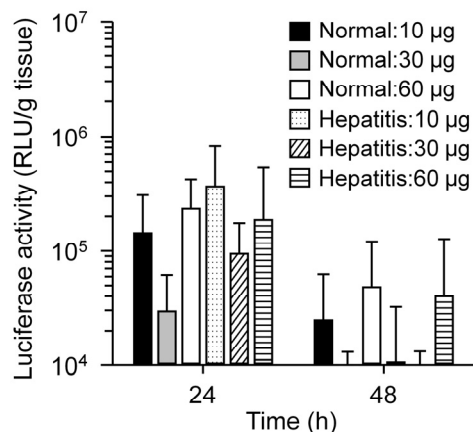 Luciferase activity (RLU/g tissue)
10⁷
10⁶
10⁵
10⁴
Normal:10 µg
Normal:30 µg
Normal:60 µg
Hepatitis:10 µg
Hepatitis:30 µg
Hepatitis:60 µg
24 48
Time (h)